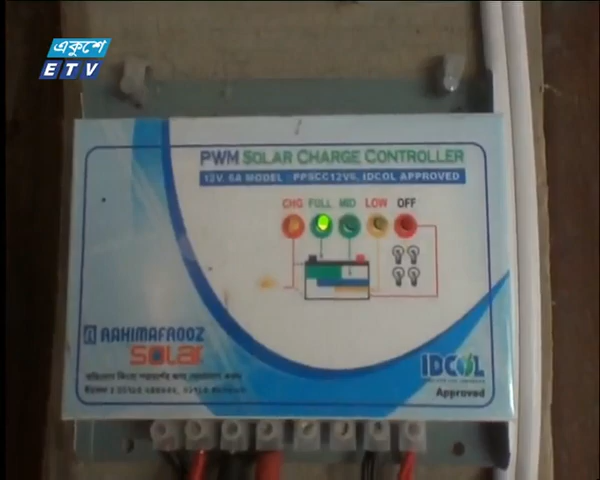 একুশে
ETV
PWM SOLAR CHARGE CONTROLLER
12V, 6A MODEL : PPSCC12V6, IDCOL APPROVED
CHG FULL MID LOW OFF
RAHIMAFROOZ
SOLAR
IDCOL
Approved